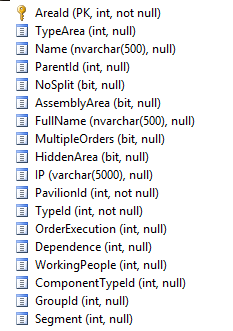 AreaId (PK, int, not null)
TypeArea (int, null)
Name (nvarchar(500), null)
ParentId (int, null)
NoSplit (bit, null)
AssemblyArea (bit, null)
FullName (nvarchar(500), null)
MultipleOrders (bit, null)
HiddenArea (bit, null)
IP (varchar(5000), null)
PavilionId (int, not null)
TypeId (int, not null)
OrderExecution (int, null)
Dependence (int, null)
WorkingPeople (int, null)
ComponentTypeId (int, null)
GroupId (int, null)
Segment (int, null)